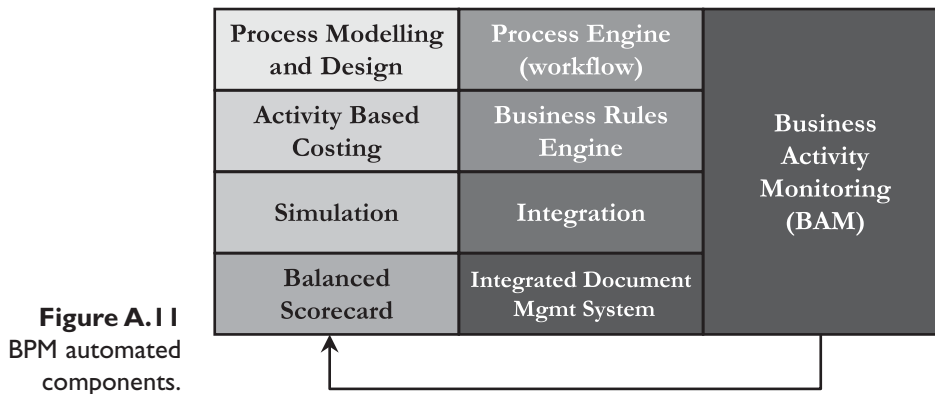 Process Modelling
and Design
Process Engine
(workflow)
Activity Based
Costing
Business Rules
Engine
Business
Activity
Monitoring
(BAM)
Simulation
Integration
Balanced
Scorecard
Integrated Document
Mgmt System
Figure A.11
BPM automated
components.